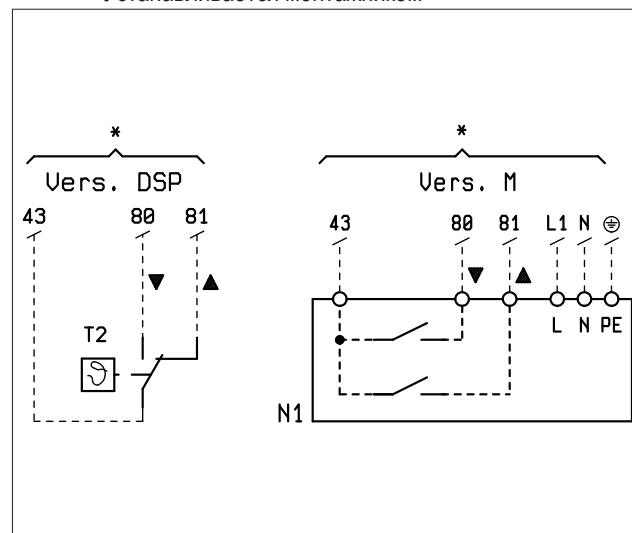 *
Vers. DSP
43 80 81
T2
*
Vers. M
43 80 81 L1 N
L N PE
N1